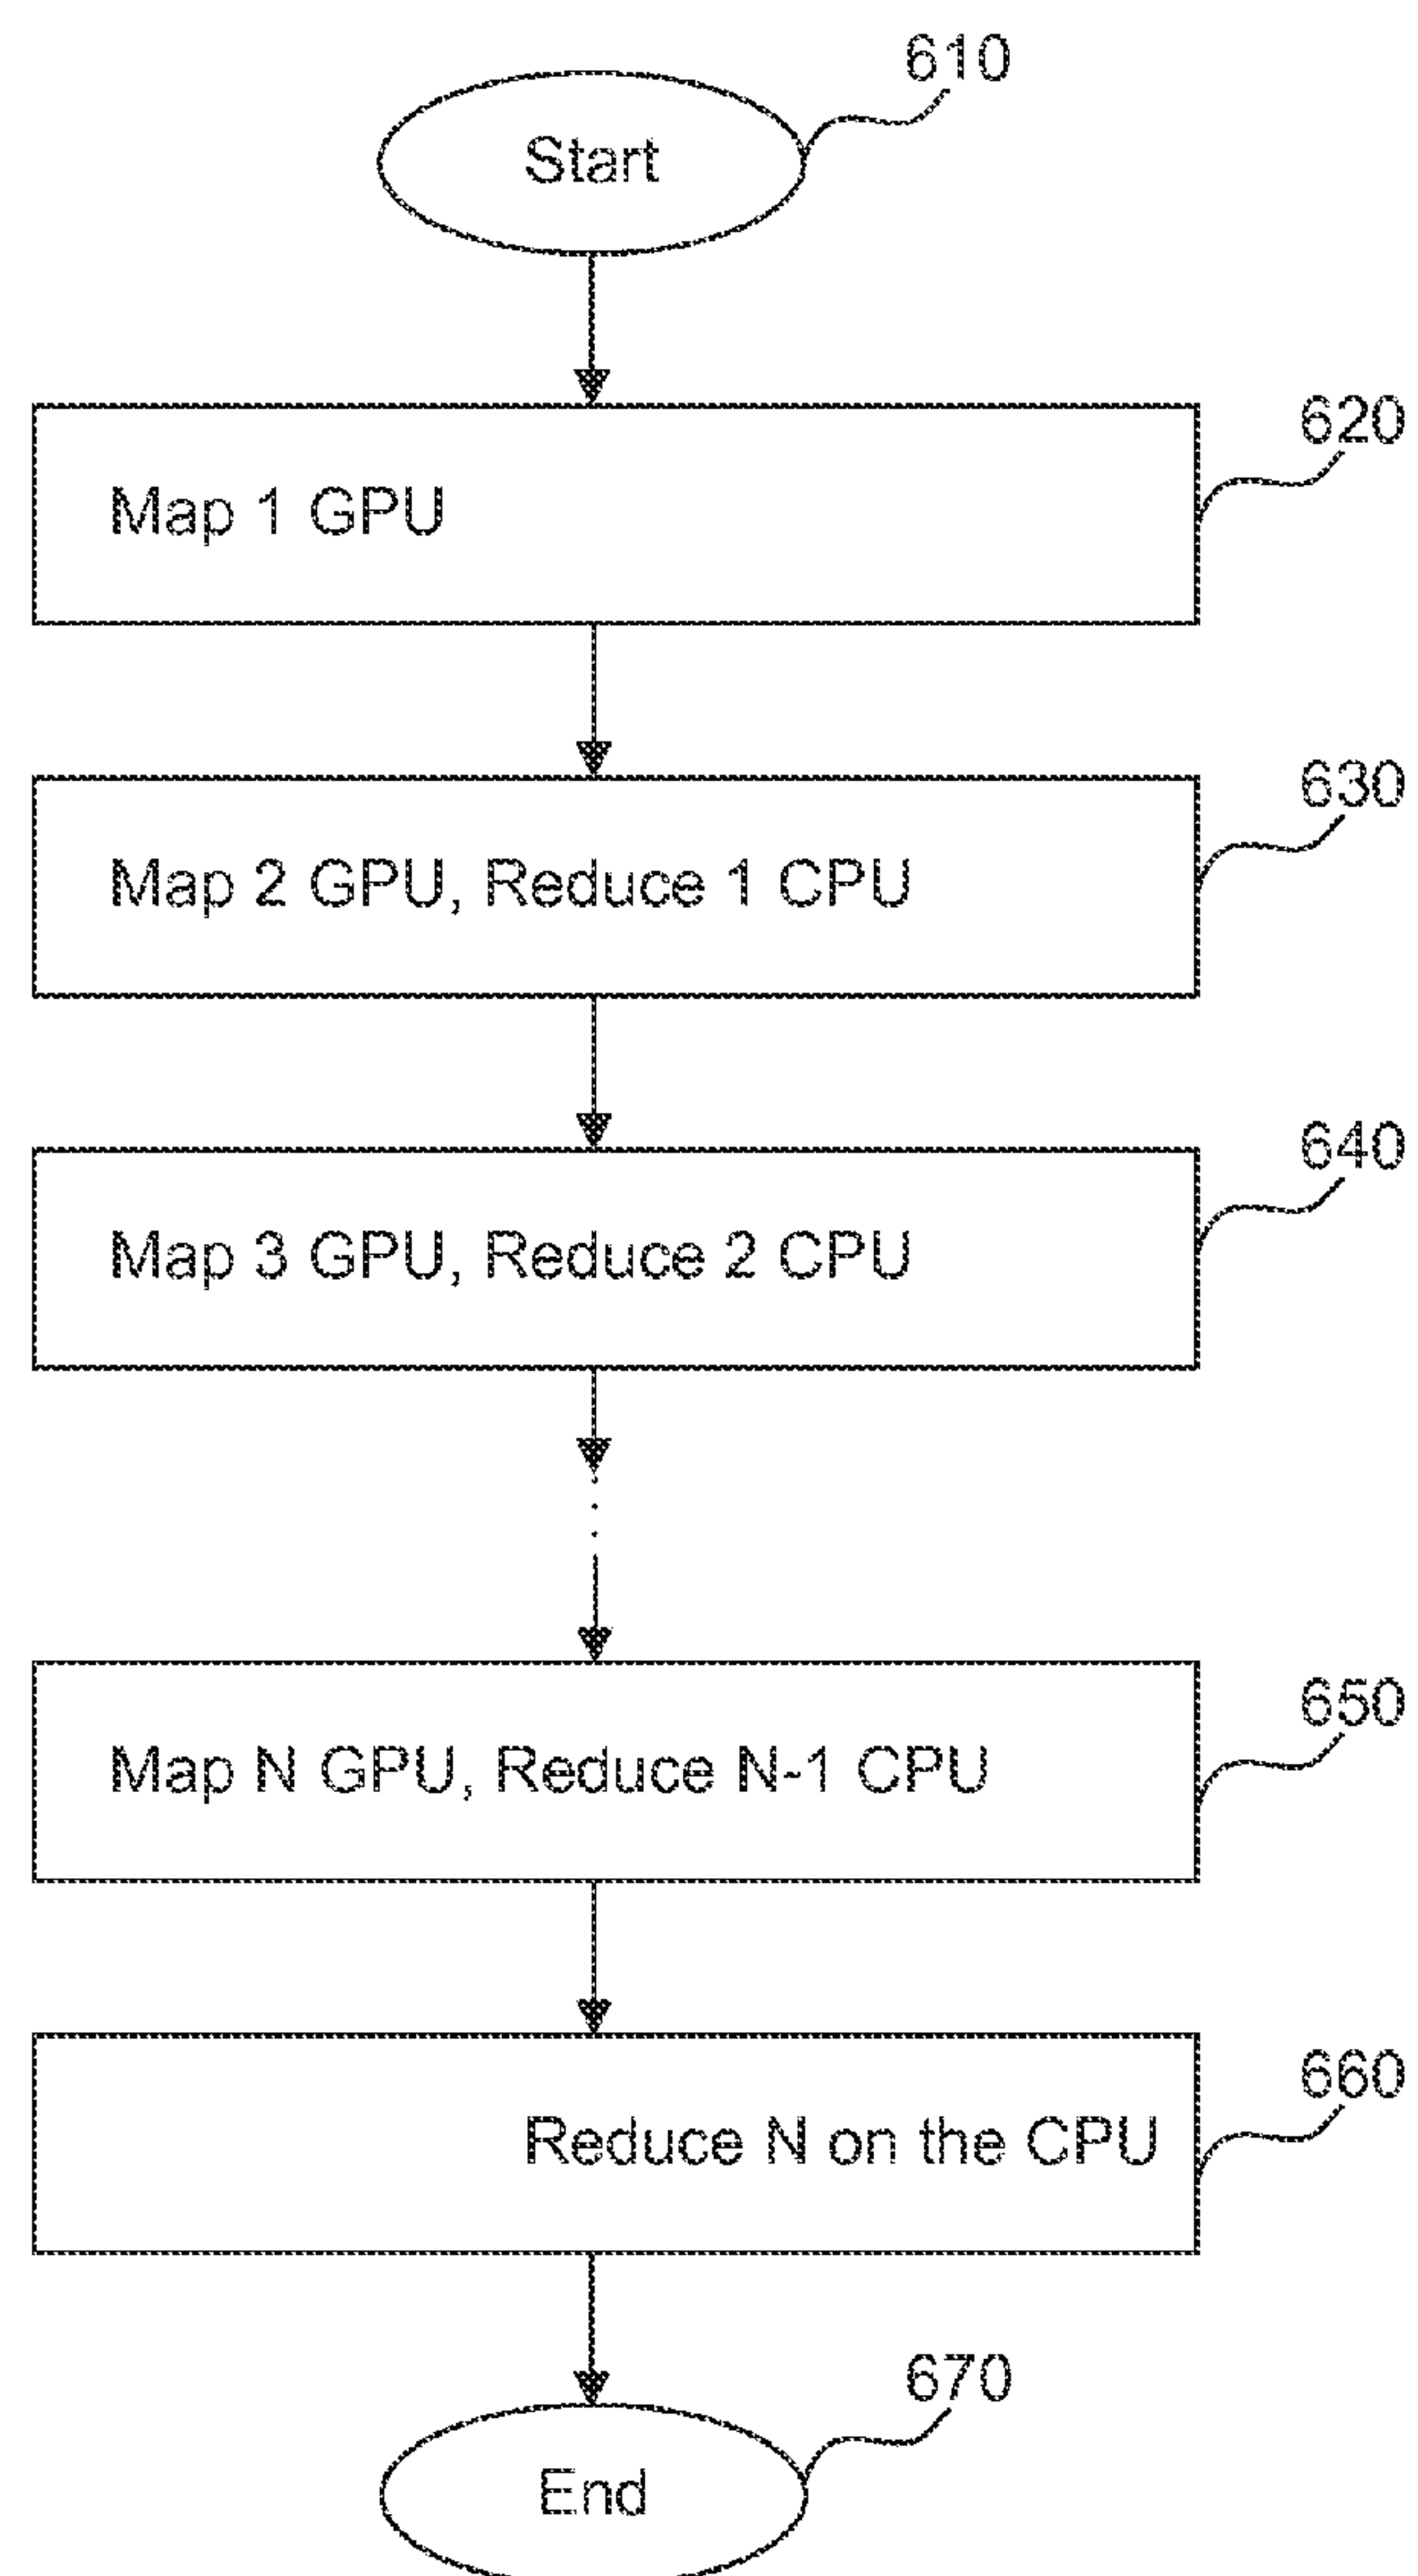 610
Start
620
Map 1 GPU
630
Map 2 GPU, Reduce 1 CPU
640
Map 3 GPU, Reduce 2 CPU
650
Map N GPU, Reduce N-1 CPU
660
Reduce N on the CPU
670
End